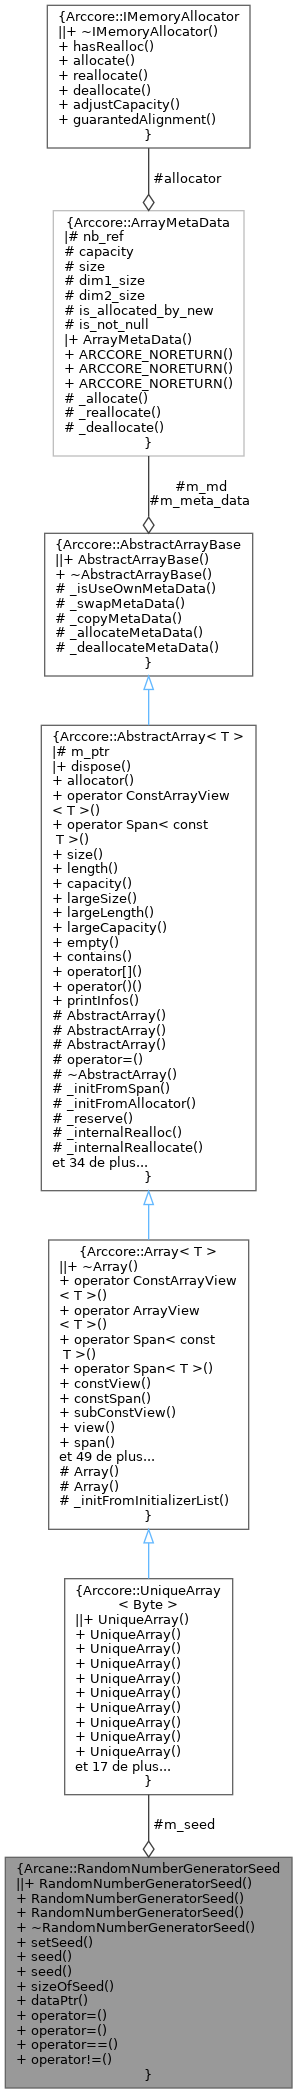 {Arccore::IMemoryAllocator
||+ ~IMemoryAllocator()
+ hasRealloc()
+ allocate()
+ reallocate()
+ deallocate()
+ adjustCapacity()
+ guarantedAlignment()
}
#allocator
{Arccore::ArrayMetaData
|# nb_ref
# capacity
# size
# dim1_size
# dim2_size
# is_allocated_by_new
# is_not_null
|+ ArrayMetaData()
+ ARCCORE_NORETURN()
+ ARCCORE_NORETURN()
+ ARCCORE_NORETURN()
# _allocate()
# _reallocate()
# _deallocate()
}
#m_md
#m_meta_data
{Arccore::AbstractArrayBase
||+ AbstractArrayBase()
+ ~AbstractArrayBase()
# _isUseOwnMetaData()
# _swapMetaData()
# _copyMetaData()
# _allocateMetaData()
# _deallocateMetaData()
}
{Arccore::AbstractArray< T >
|# m_ptr
|+ dispose()
+ allocator()
+ operator ConstArrayView
< T >()
+ operator Span< const
T >()
+ size()
+ length()
+ capacity()
+ largeSize()
+ largeLength()
+ largeCapacity()
+ empty()
+ contains()
+ operator[]()
+ operator()()
+ printInfos()
# AbstractArray()
# AbstractArray()
# AbstractArray()
# operator=()
# ~AbstractArray()
# _initFromSpan()
# _initFromAllocator()
# _reserve()
# _internalRealloc()
# _internalReallocate()
et 34 de plus...
}
{Arccore::Array< T >
||+ ~Array()
+ operator ConstArrayView
< T >()
+ operator ArrayView
< T >()
+ operator Span< const
T >()
+ operator Span< T >()
+ constView()
+ constSpan()
+ subConstView()
+ view()
+ span()
et 49 de plus...
# Array()
# Array()
# _initFromInitializerList()
}
{Arccore::UniqueArray
< Byte >
||+ UniqueArray()
+ UniqueArray()
+ UniqueArray()
+ UniqueArray()
+ UniqueArray()
+ UniqueArray()
+ UniqueArray()
+ UniqueArray()
+ UniqueArray()
+ UniqueArray()
et 17 de plus...
}
#m_seed
{Arcane::RandomNumberGeneratorSeed
||+ RandomNumberGeneratorSeed()
+ RandomNumberGeneratorSeed()
+ RandomNumberGeneratorSeed()
+ ~RandomNumberGeneratorSeed()
+ setSeed()
+ seed()
+ seed()
+ sizeOfSeed()
+ dataPtr()
+ operator=()
+ operator=()
+ operator==()
+ operator!=()
}